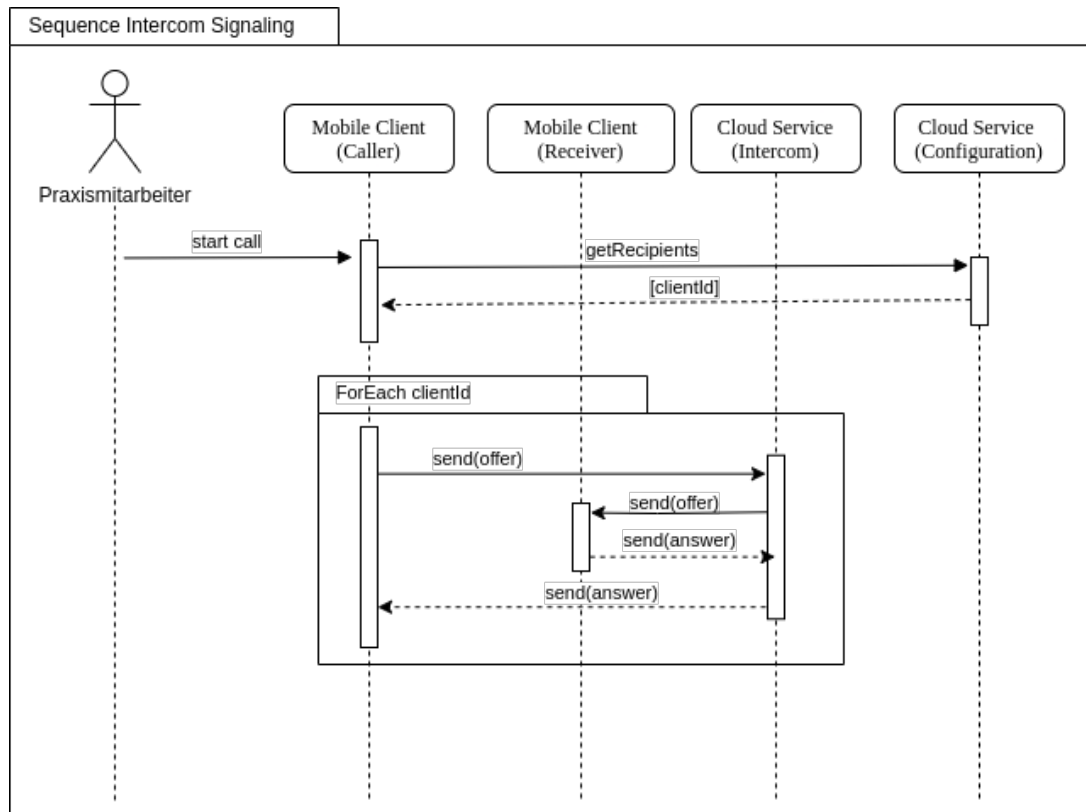 Sequence Intercom Signaling
Praxismitarbeiter
Mobile Client
(Caller)
Mobile Client
(Receiver)
Cloud Service
(Intercom)
Cloud Service
(Configuration)
start call
getRecipients
[clientId]
ForEach clientId
send(offer)
send(offer)
send(answer)
send(answer)